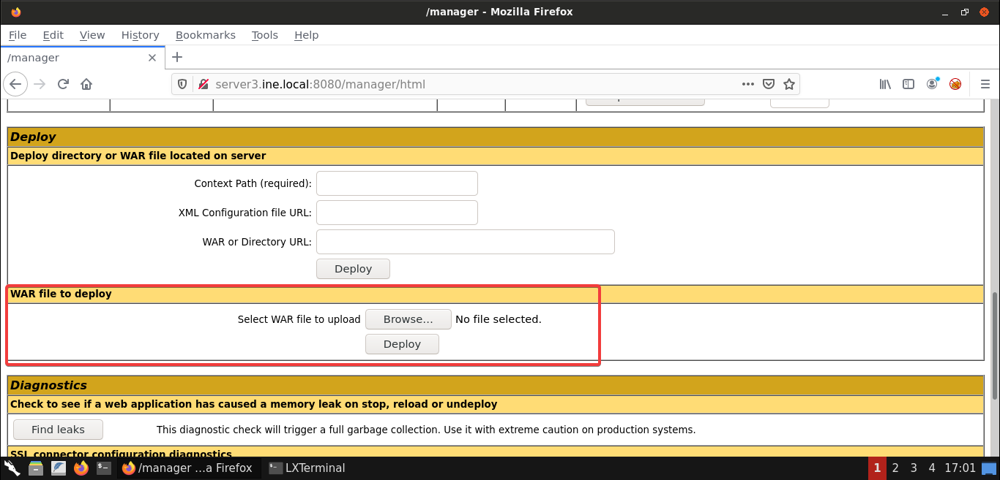 /manager - Mozilla Firefox
File Edit View History Bookmarks Tools Help
/manager
server3.ine.local:8080/manager/html
Deploy
Deploy directory or WAR file located on server
Context Path (required):
XML Configuration file URL:
WAR or Directory URL:
Deploy
WAR file to deploy
Select WAR file to upload Browse... No file selected.
Deploy
Diagnostics
Check to see if a web application has caused a memory leak on stop, reload or undeploy
Find leaks This diagnostic check will trigger a full garbage collection. Use it with extreme caution on production systems.
SSL connector configuration diagnostics
/manager ...a Firefox LXTerminal 1 2 3 4 17:01